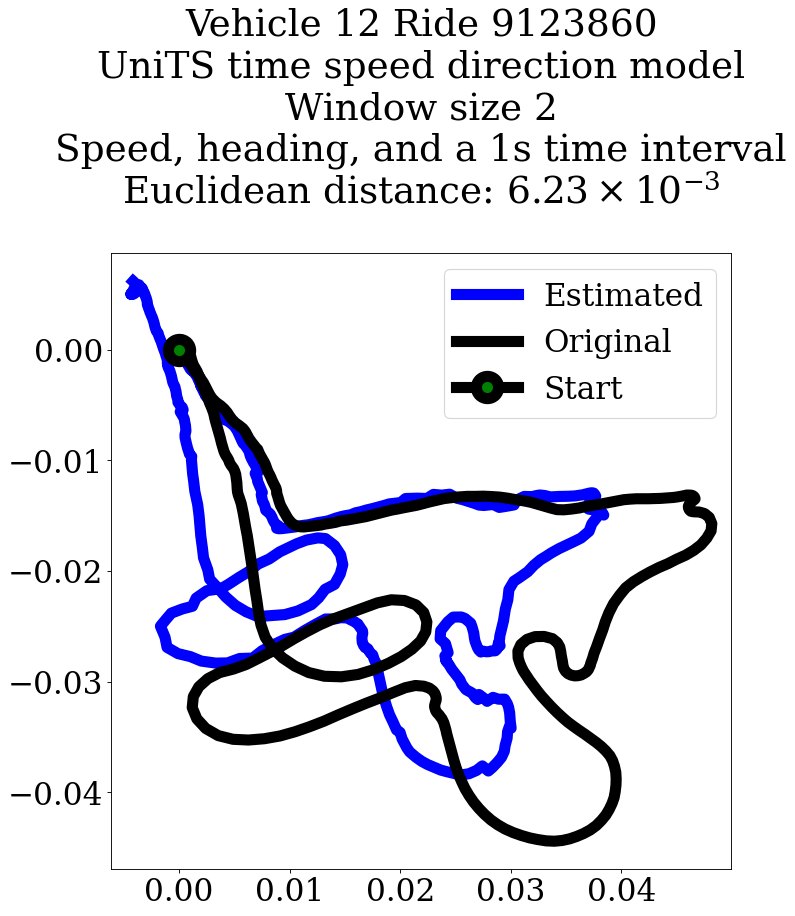 Vehicle 12 Ride 9123860
UniTS time speed direction model
Window size 2
Speed, heading, and a 1s time interval
Euclidean distance: 6.23 × 10⁻³
Estimated
Original
Start
0.00
−0.01
−0.02
−0.03
−0.04
0.00 0.01 0.02 0.03 0.04